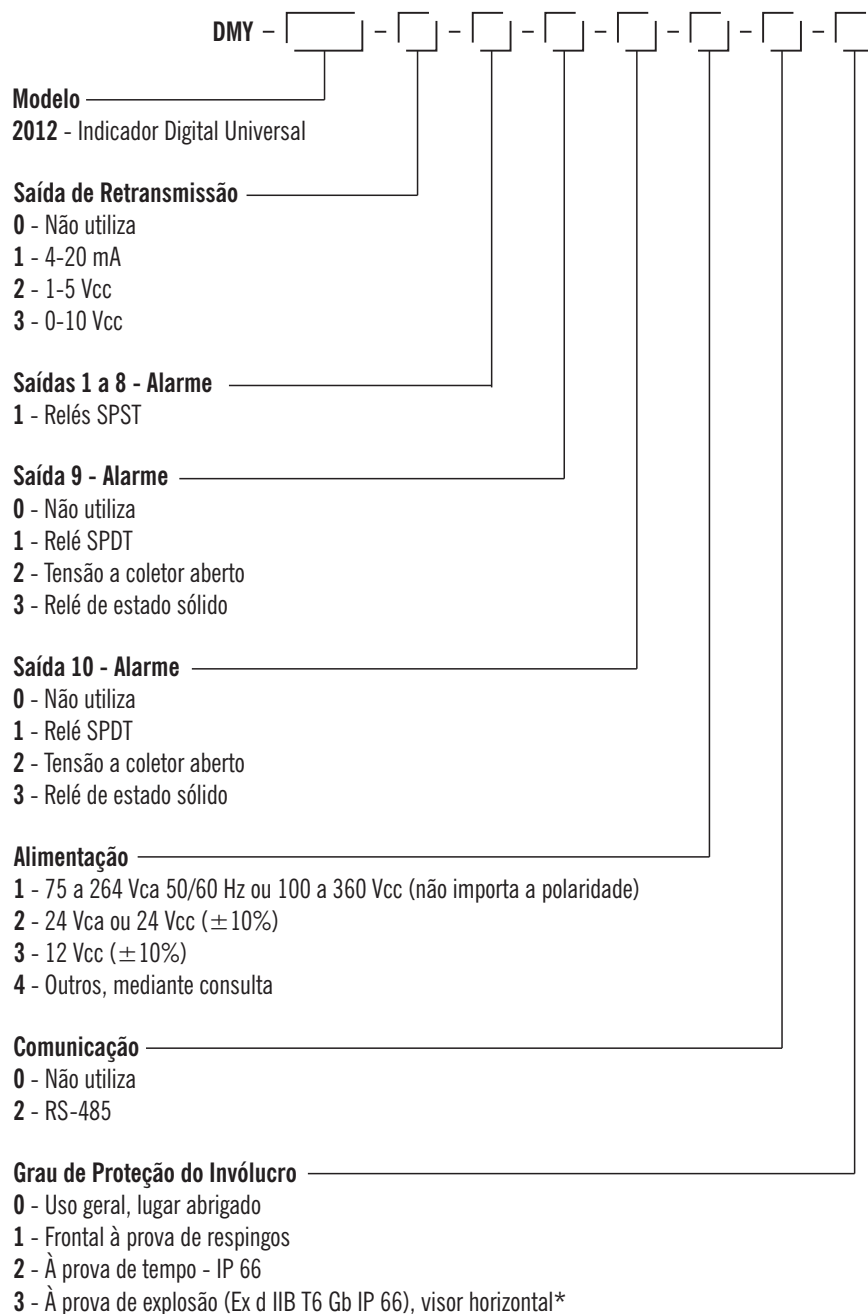 DMY – – – – – – – –
Modelo
2012 - Indicador Digital Universal
Saída de Retransmissão
0 - Não utiliza
1 - 4-20 mA
2 - 1-5 Vcc
3 - 0-10 Vcc
Saídas 1 a 8 - Alarme
1 - Relés SPST
Saída 9 - Alarme
0 - Não utiliza
1 - Relé SPDT
2 - Tensão a coletor aberto
3 - Relé de estado sólido
Saída 10 - Alarme
0 - Não utiliza
1 - Relé SPDT
2 - Tensão a coletor aberto
3 - Relé de estado sólido
Alimentação
1 - 75 a 264 Vca 50/60 Hz ou 100 a 360 Vcc (não importa a polaridade)
2 - 24 Vca ou 24 Vcc (±10%)
3 - 12 Vcc (±10%)
4 - Outros, mediante consulta
Comunicação
0 - Não utiliza
2 - RS-485
Grau de Proteção do Invólucro
0 - Uso geral, lugar abrigado
1 - Frontal à prova de respingos
2 - À prova de tempo - IP 66
3 - À prova de explosão (Ex d IIB T6 Gb IP 66), visor horizontal*